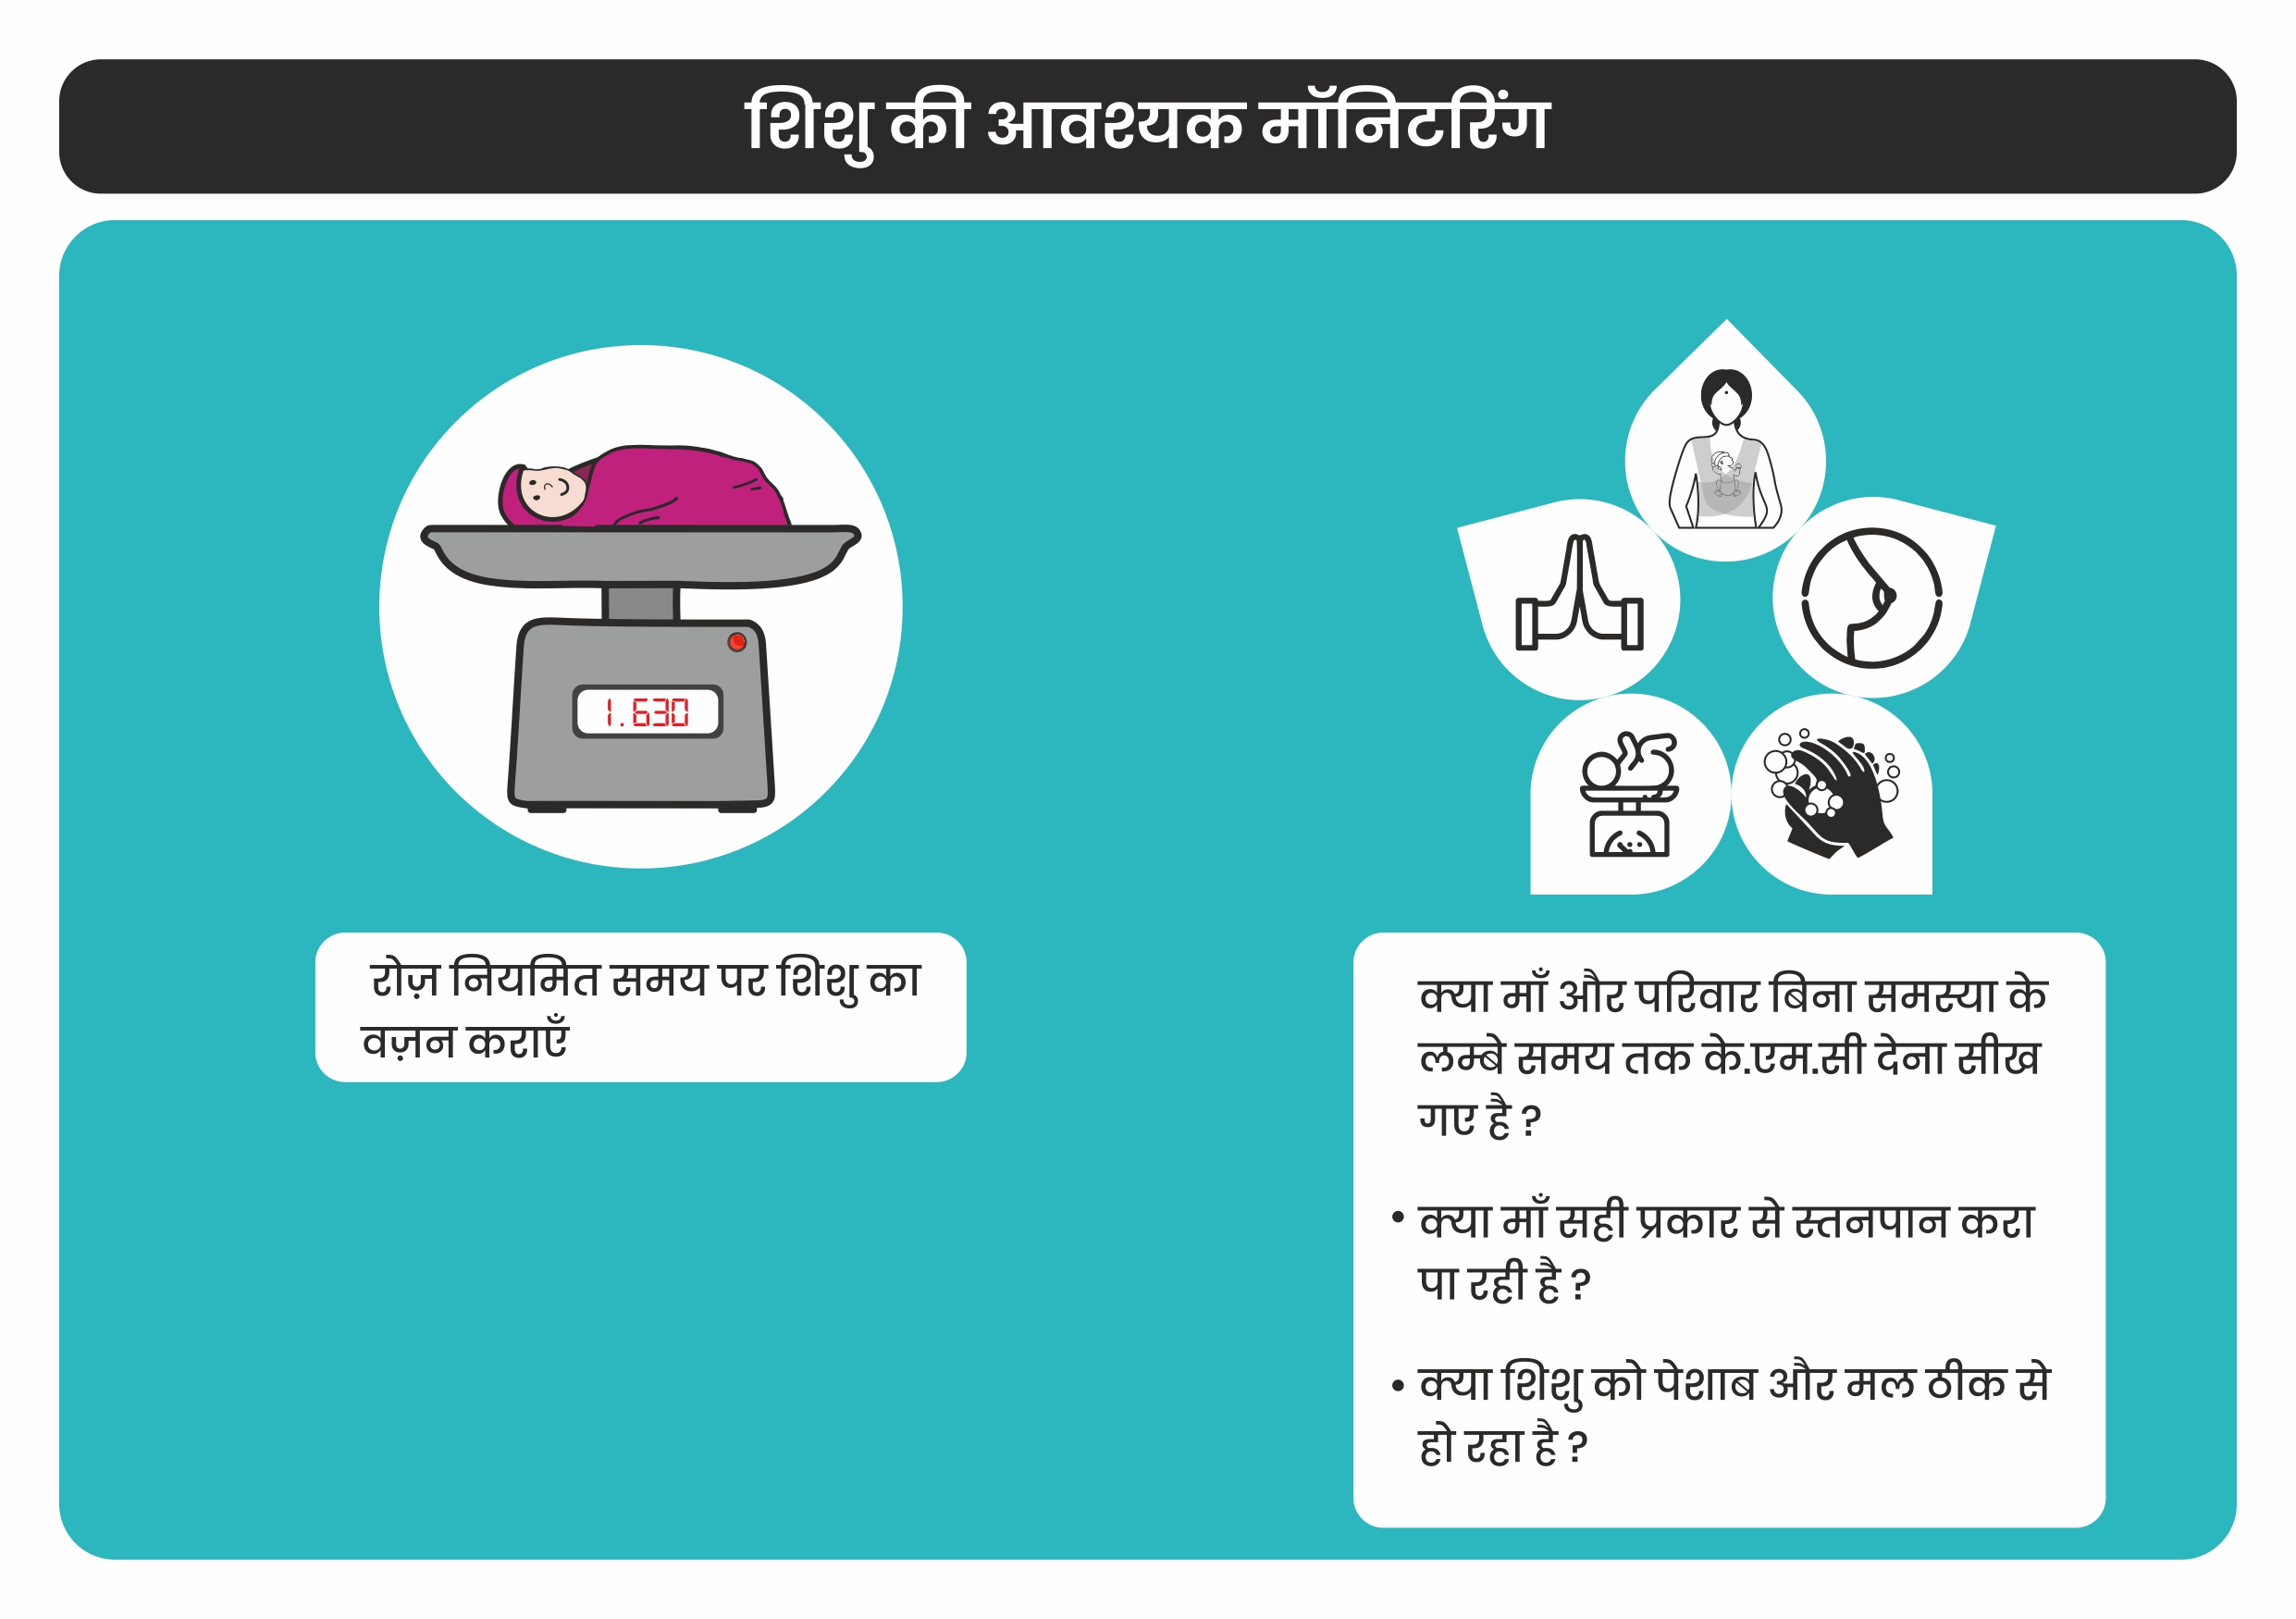 शिशु की आवश्यक मॉनिटरिंग
1.630
रोज़ नियमित समय पर शिशु का
वज़न कराएँ
क्या माँ और परिवार बिना समस्या के
लम्बे समय तक के.एम.सी देना सीख
गए है ?
• क्या माँ सही प्रकार से स्तनपान करा
पा रही है ?
• क्या शिशु को पेशाब और मल ठीक से
हो रहा है ?